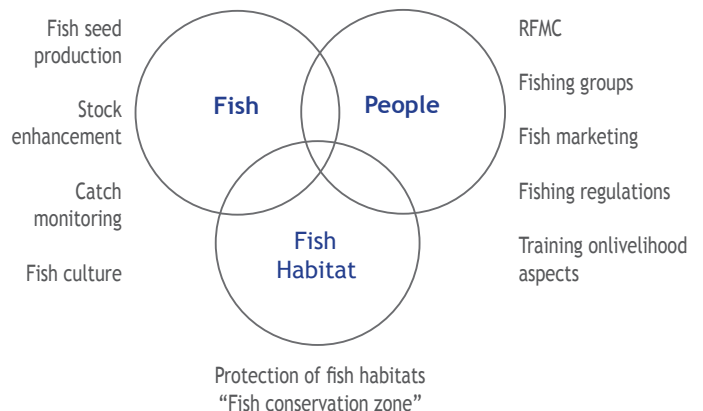 Fish seed
production
Stock
enhancement
Catch
monitoring
Fish culture
Fish
People
Fish
Habitat
RFMC
Fishing groups
Fish marketing
Fishing regulations
Training onlivelihood
aspects
Protection of fish habitats
“Fish conservation zone”